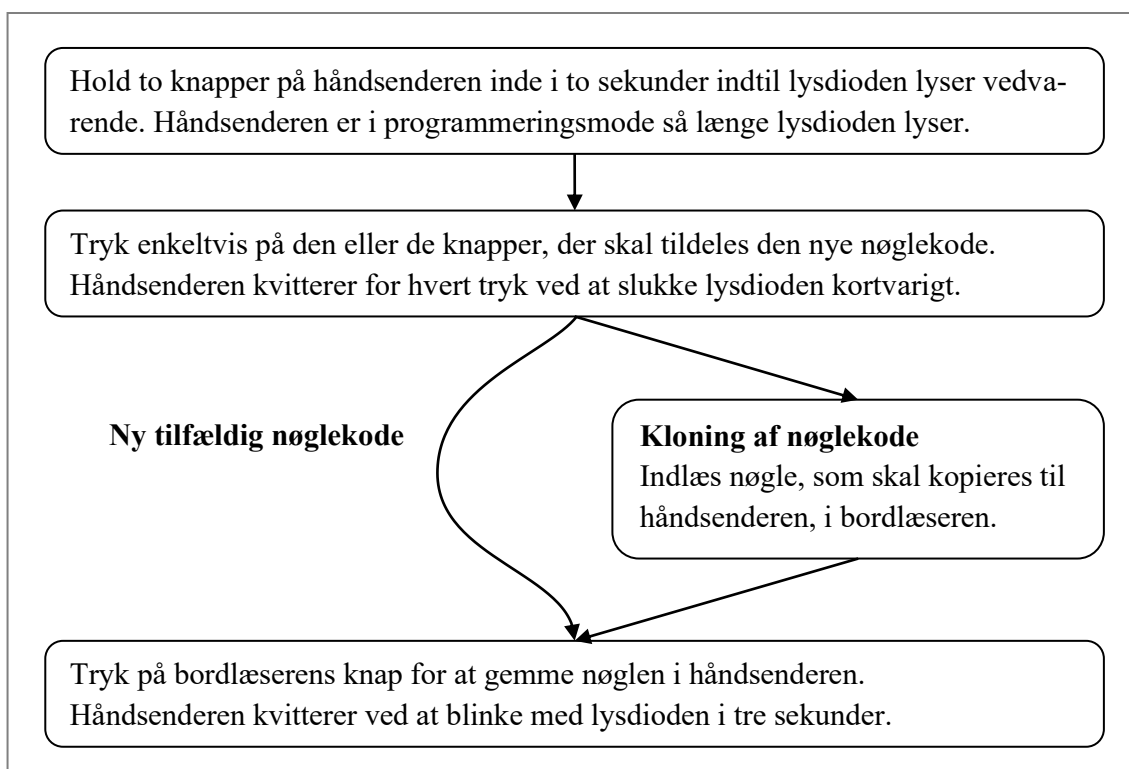 Hold to knapper på håndsenderen inde i to sekunder indtil lysdioden lyser vedva-
rende. Håndsenderen er i programmeringsmode så længe lysdioden lyser.
Tryk enkeltvis på den eller de knapper, der skal tildeles den nye nøglekode.
Håndsenderen kvitterer for hvert tryk ved at slukke lysdioden kortvarigt.
Ny tilfældig nøglekode
Kloning af nøglekode
Indlæs nøgle, som skal kopieres til
håndsenderen, i bordlæseren.
Tryk på bordlæserens knap for at gemme nøglen i håndsenderen.
Håndsenderen kvitterer ved at blinke med lysdioden i tre sekunder.